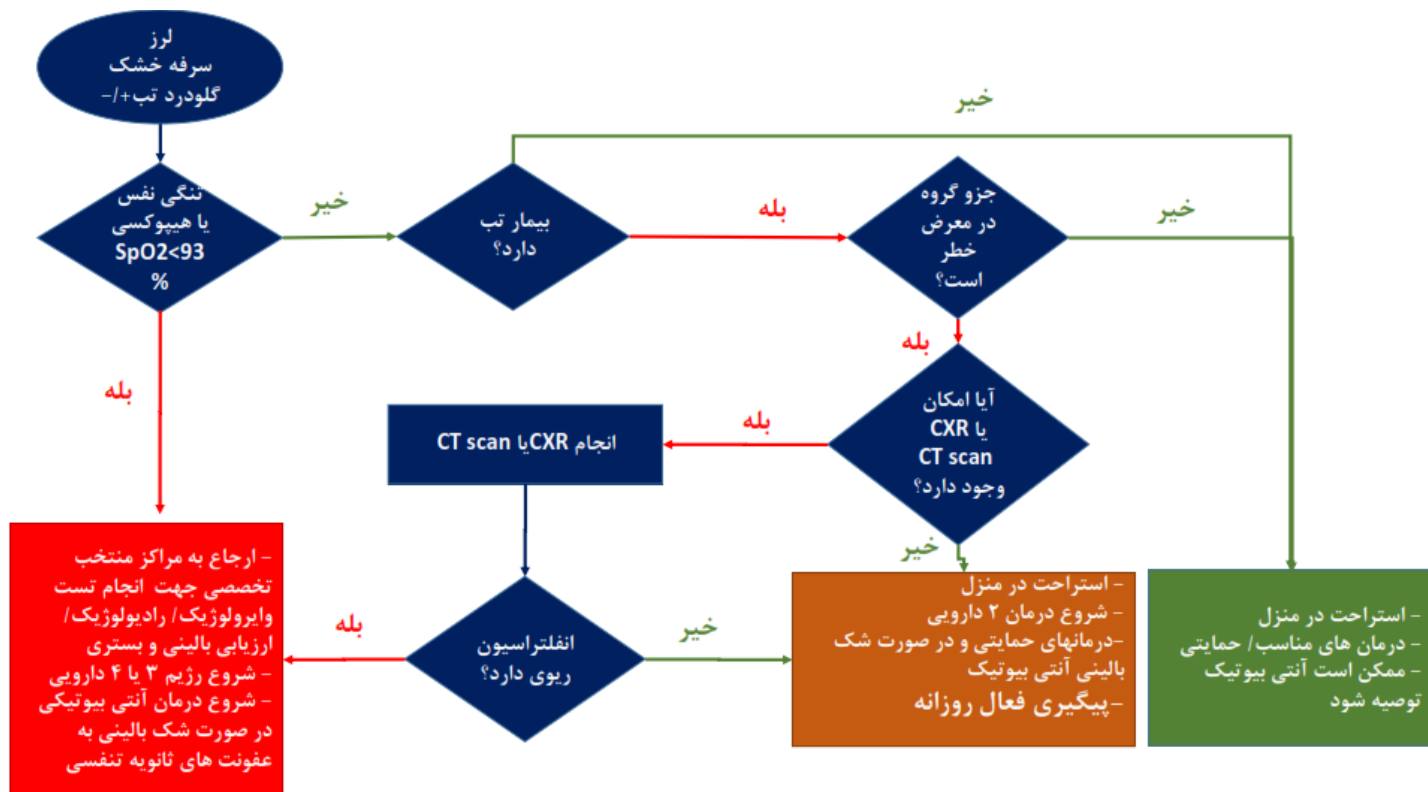 لرز
سرفه خشک
گلودرد تب+/–
خیر
تنگی نفس
یا هیپوکسی
SpO2<93
%
خیر
بیمار تب
دارد؟
بله
جزو گروه
در معرض
خطر
است؟
خیر
بله
بله
آیا امکان
CXR یا
CT scan
وجود دارد؟
بله
انجام CXRیا CT scan
خیر
– ارجاع به مراکز منتخب
تخصصی جهت انجام تست
وایرولوژیک/ رادیولوژیک/
ارزیابی بالینی و بستری
– شروع رژیم ۳ یا ۴ دارویی
– شروع درمان آنتی بیوتیکی
در صورت شک بالینی به
عفونت های ثانویه تنفسی
بله
انفلتراسیون
ریوی دارد؟
خیر
– استراحت در منزل
– شروع درمان ۲ دارویی
–درمانهای حمایتی و در صورت شک
بالینی آنتی بیوتیک
–پیگیری فعال روزانه
– استراحت در منزل
– درمان های مناسب/ حمایتی
– ممکن است آنتی بیوتیک
توصیه شود